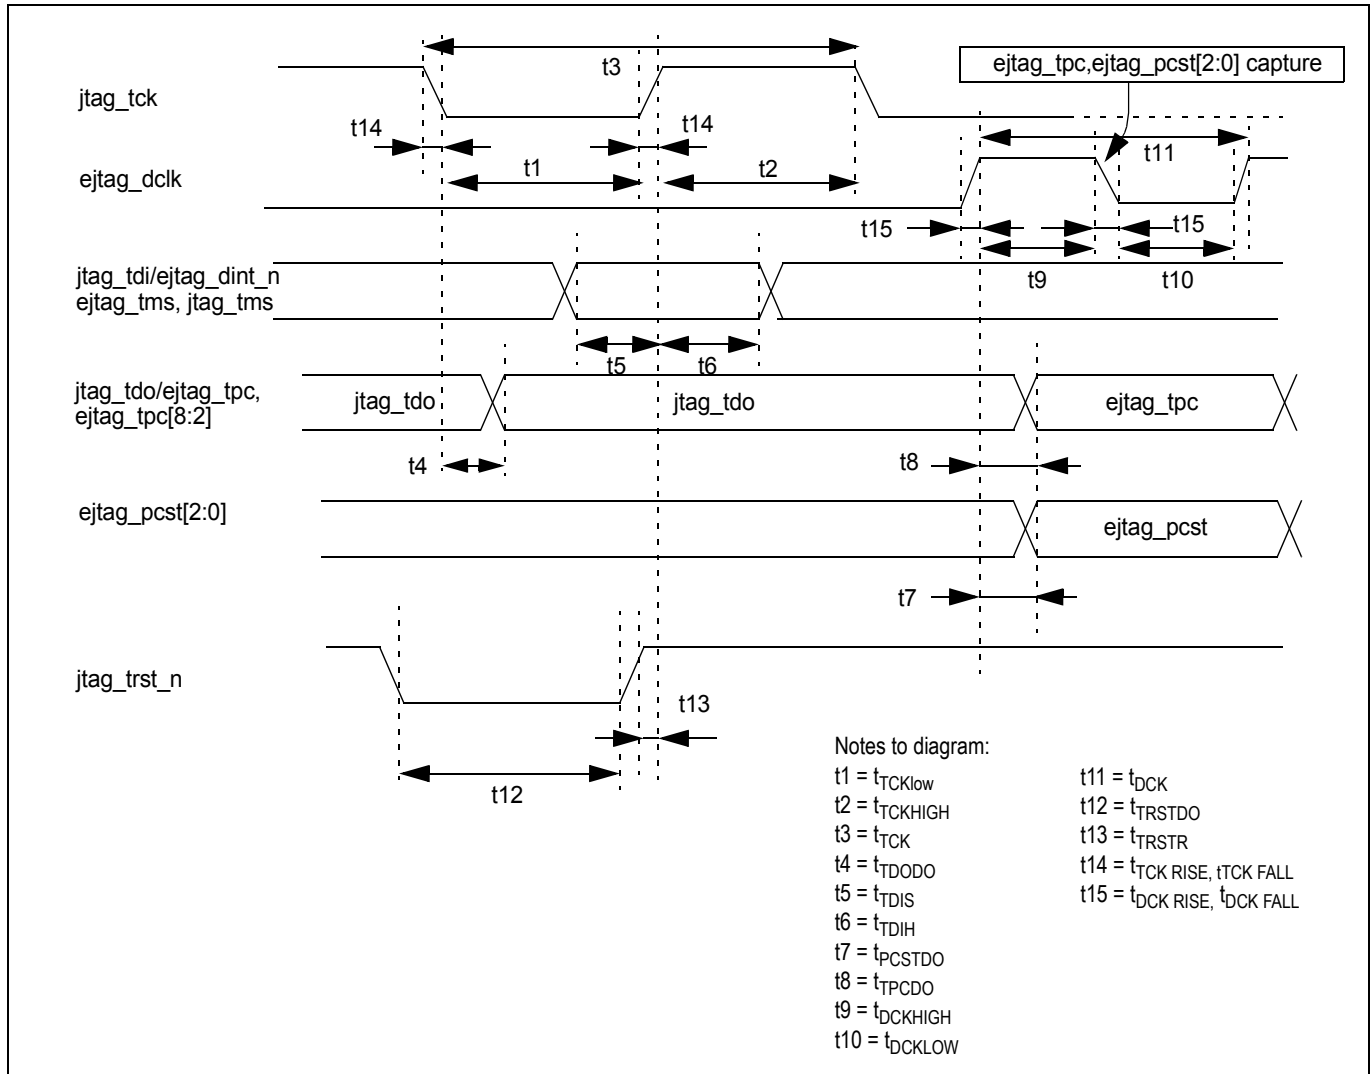 t3
ejtag_tpc,ejtag_pcst[2:0] capture
jtag_tck
t14
t14
t11
ejtag_dclk
t1
t2
t15
t15
jtag_tdi/ejtag_dint_n
ejtag_tms, jtag_tms
t9
t10
t5
t6
jtag_tdo/ejtag_tpc,
ejtag_tpc[8:2]
jtag_tdo
jtag_tdo
ejtag_tpc
t4
t8
ejtag_pcst[2:0]
ejtag_pcst
t7
jtag_trst_n
t13
t12
Notes to diagram:
t1 = tTCKlow
t2 = tTCKHIGH
t3 = tTCK
t4 = tTDODO
t5 = tTDIS
t6 = tTDIH
t7 = tPCSTDO
t8 = tTPCDO
t9 = tDCKHIGH
t10 = tDCKLOW
t11 = tDCK
t12 = tTRSTDO
t13 = tTRSTR
t14 = tTCK RISE, tTCK FALL
t15 = tDCK RISE, tDCK FALL